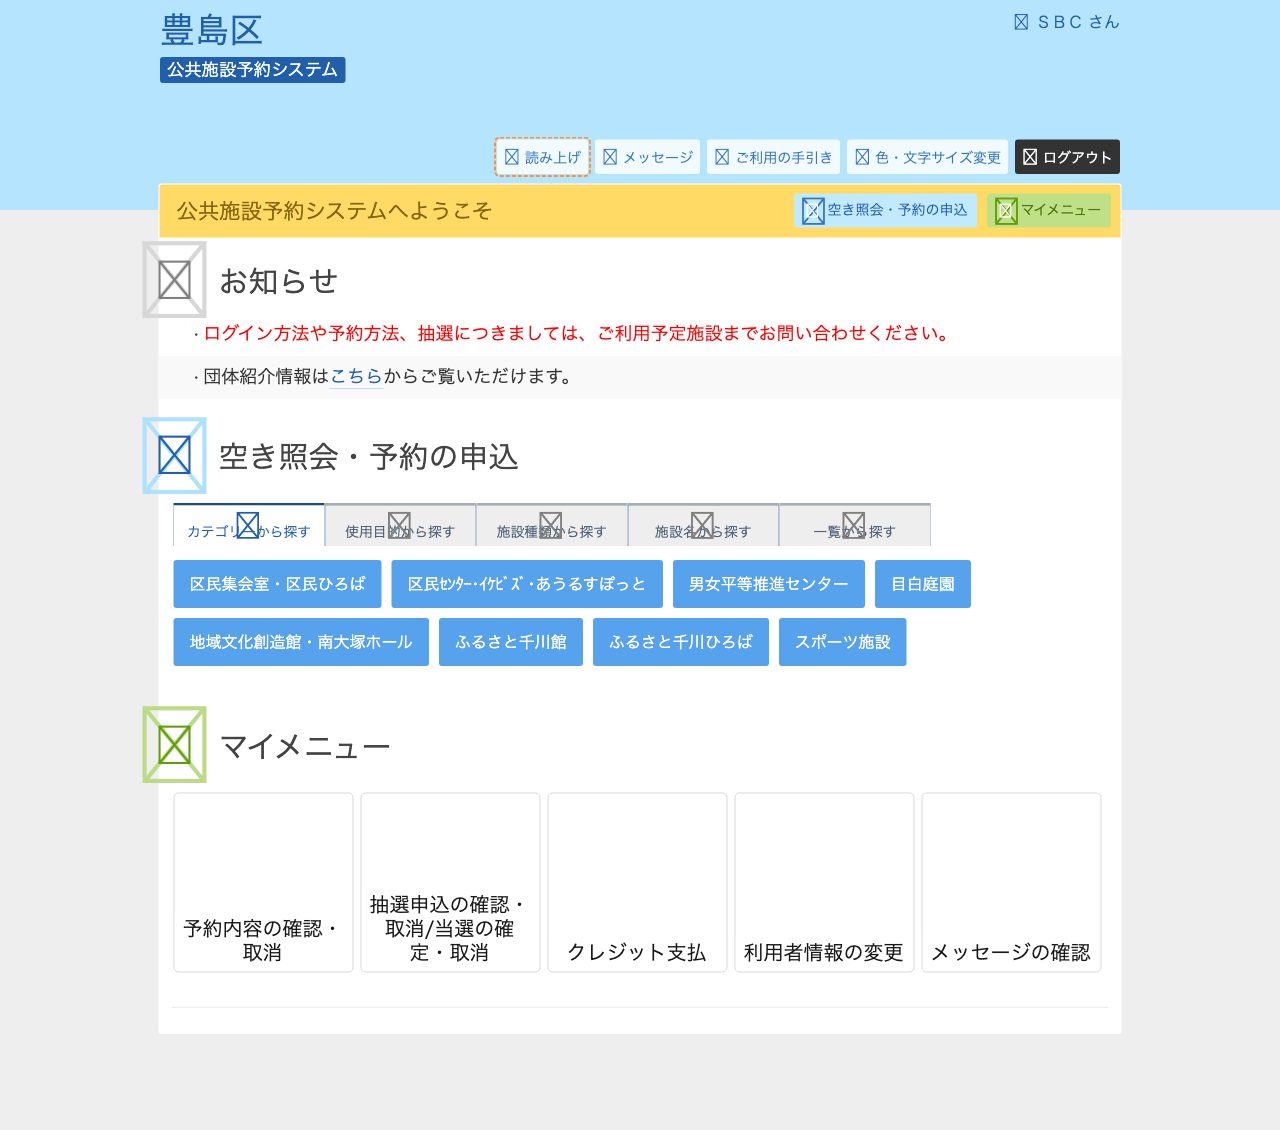 豊島区
ＳＢＣ さん
公共施設予約システム
読み上げ
メッセージ
ご利用の手引き
色・文字サイズ変更
ログアウト
公共施設予約システムへようこそ
空き照会・予約の申込
マイメニュー
お知らせ
・ログイン方法や予約方法、抽選につきましては、ご利用予定施設までお問い合わせください。
・団体紹介情報はこちらからご覧いただけます。
空き照会・予約の申込
カテゴリーから探す
使用目的から探す
施設種類から探す
施設名から探す
一覧から探す
区民集会室・区民ひろば
区民ｾﾝﾀｰ･ｲｹﾋﾞｽﾞ･あうるすぽっと
男女平等推進センター
目白庭園
地域文化創造館・南大塚ホール
ふるさと千川館
ふるさと千川ひろば
スポーツ施設
マイメニュー
予約内容の確認・
取消
抽選申込の確認・
取消/当選の確
定・取消
クレジット支払
利用者情報の変更
メッセージの確認